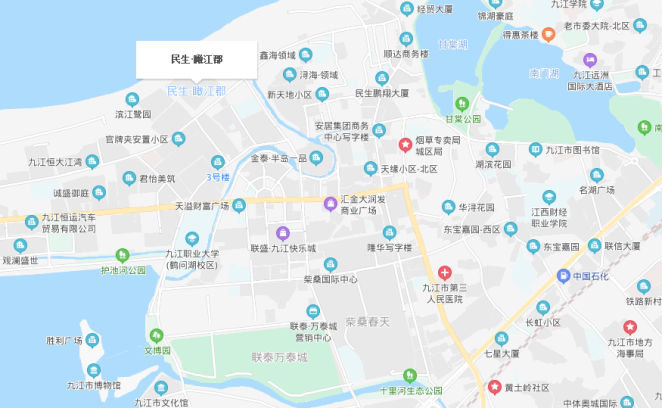 经贸大厦
锦湖豪庭
九江学院
老市委大院-北区
得惠茶楼
甘棠湖
顺达商务楼
鑫海领域
民生·瞰江郡
浔海·领域
南门湖
九江远洲
国际大酒店
工
民生·瞰江郡
新天地小区
民生鹏翔大厦
滨江鹭园
甘棠公园
安居集团商务
中心写字楼
南
官牌夹安置小区
烟草专卖局
城区局
九江市图书馆
九江恒大江湾
金泰·半岛一品
湖滨花园
3号楼
天缘小区-北区
君怡美筑
名湖广场
诚盛御庭
天溢财富广场
汇金大润发
商业广场
华浔花园
江西财经
职业学院
九江恒运汽车
贸易有限公司
东宝嘉园-西区
隆华写字楼
联盛·九江快乐城
东宝嘉园
联信大厦
观澜盛世
九江职业大学
(鹤问湖校区)
护池河公园
柴桑国际中心
中国石化
九江市第三
人民医院
铁路新村
联泰·万泰城
营销中心
柴桑春天
长虹小区
胜利广场
文博园
九江市地方
海事局
联泰万泰城
七星大厦
九江市博物馆
十里河生态公园
黄土岭社区
九江市文化馆
中体奥城国际